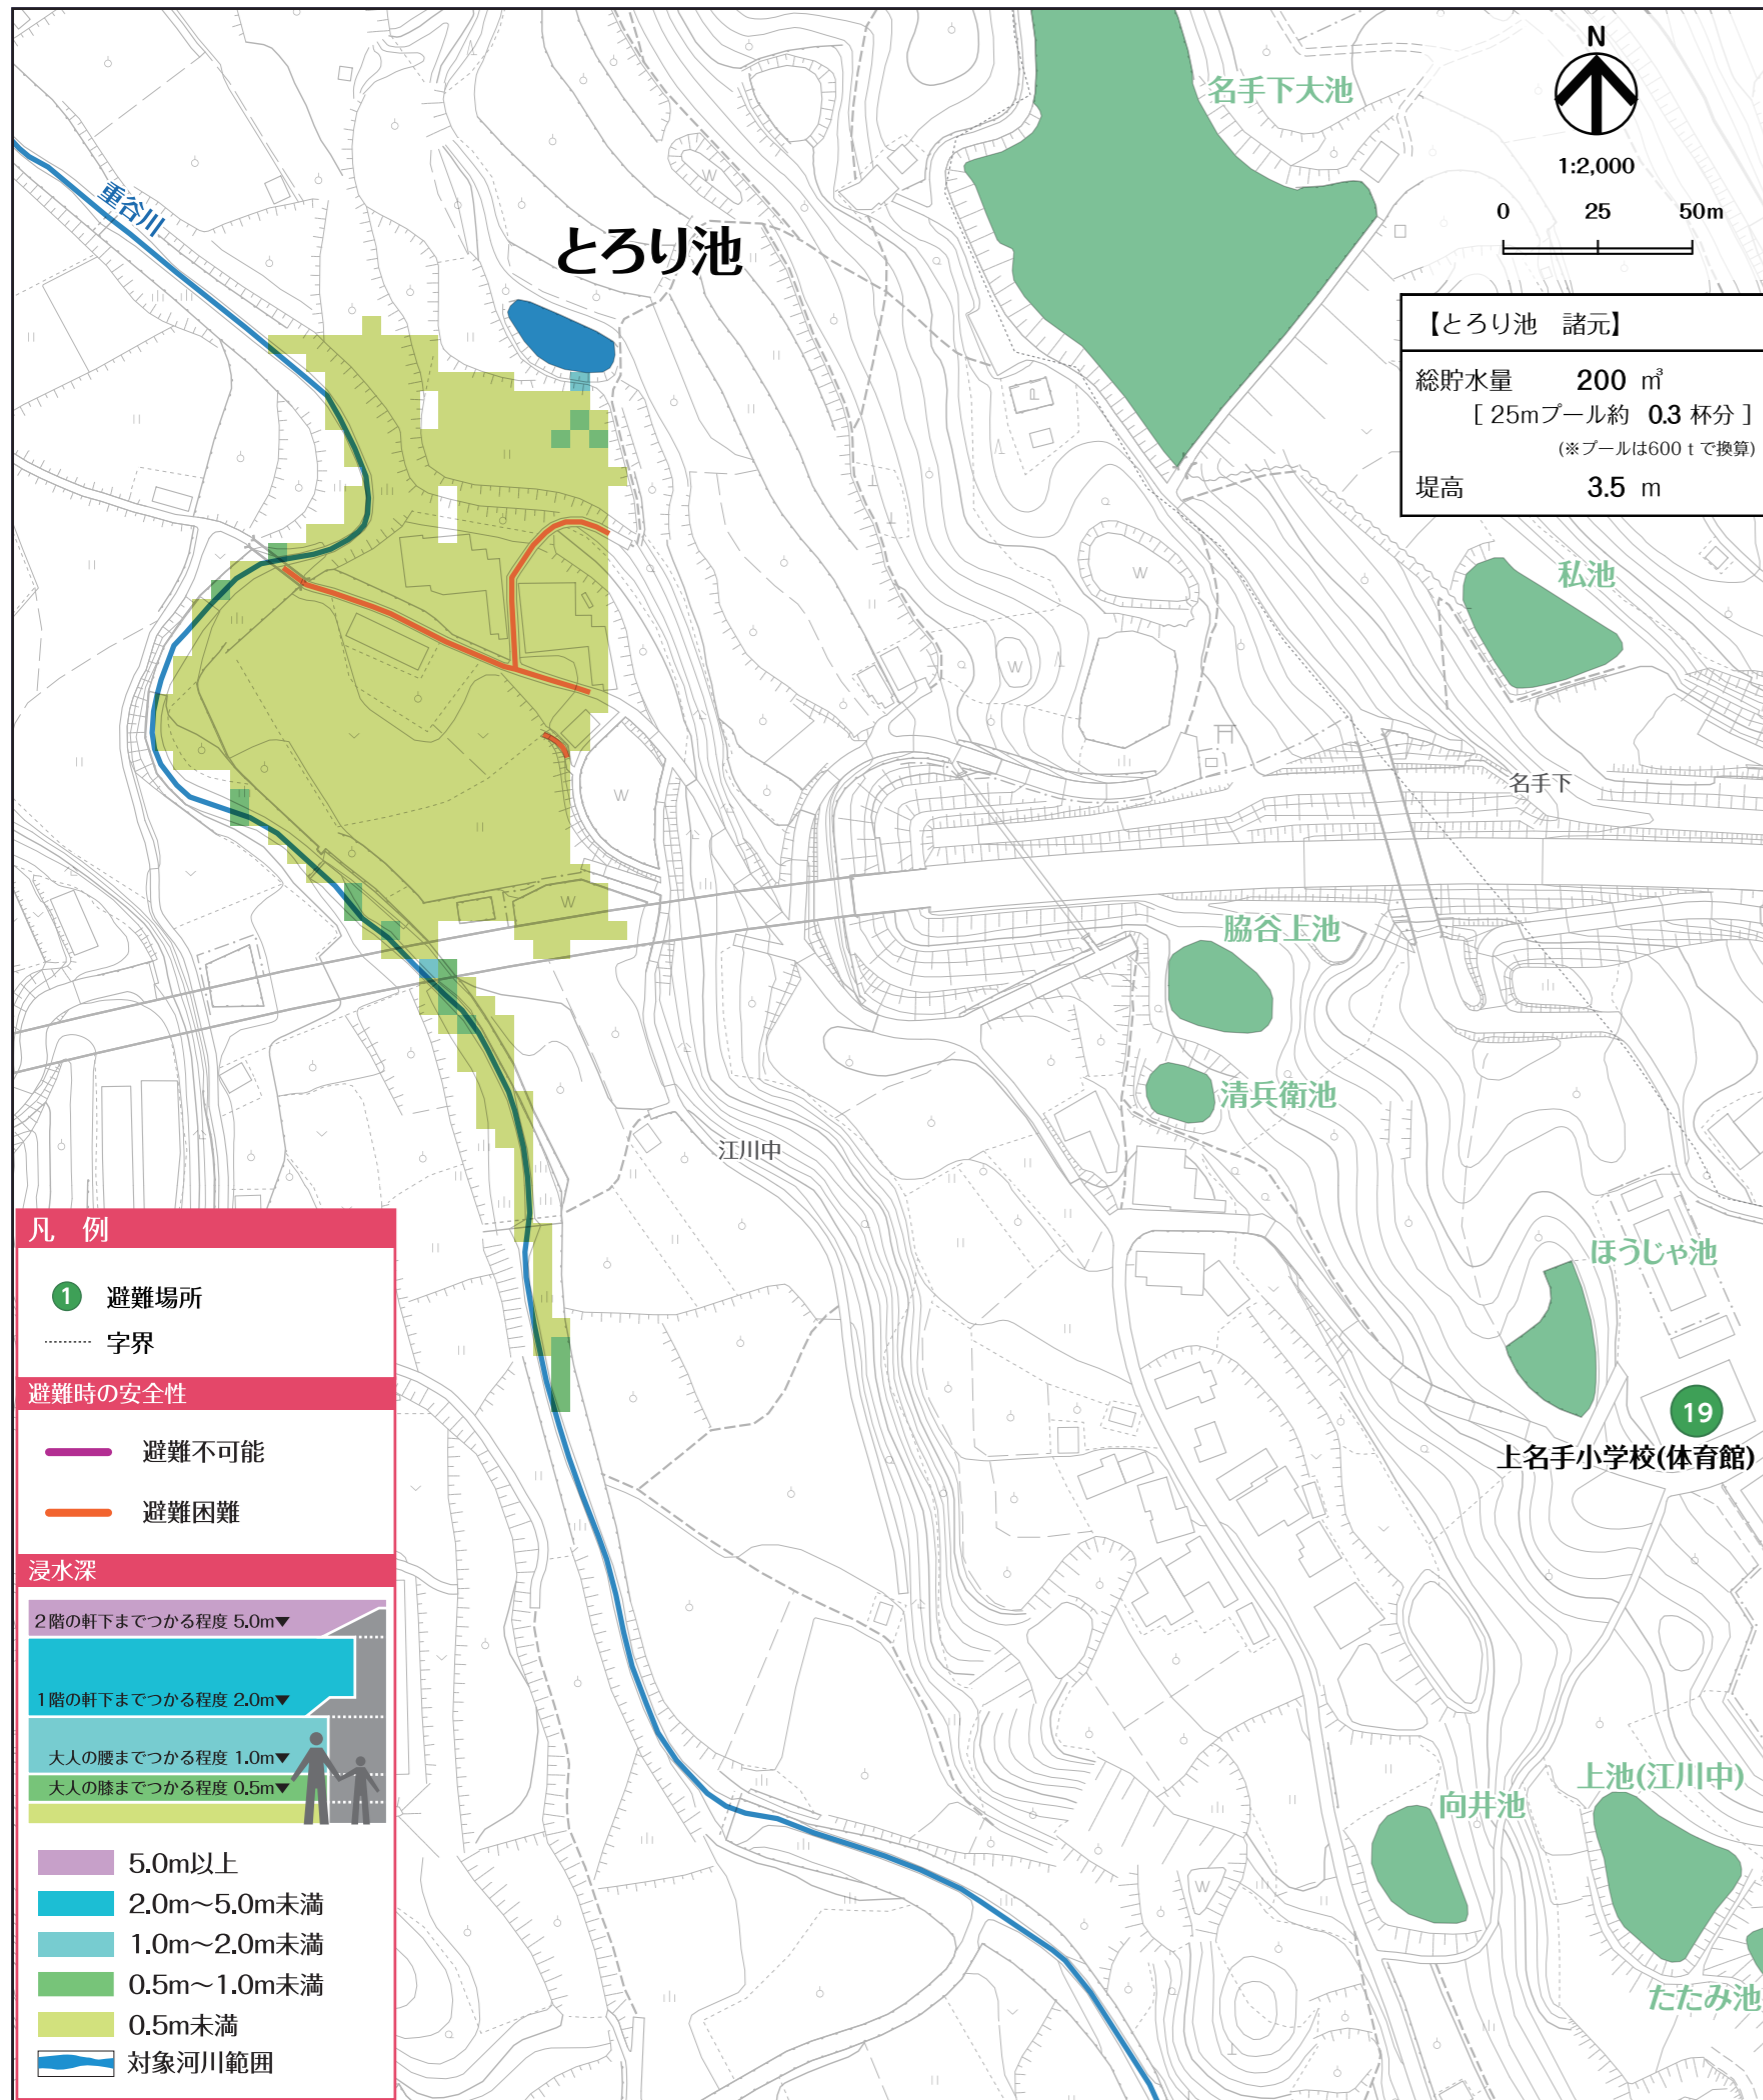 N
1:2,000
0 25 50m
名手下大池
重谷川
とろり池
【とろり池 諸元】
総貯水量 200 ㎥
[ 25mプール約 0.3 杯分 ]
(※プールは600 t で換算)
堤高 3.5 m
私池
W
W
W
W
W
名手下
脇谷上池
清兵衛池
江川中
ほうじゃ池
19
上名手小学校(体育館)
上池(江川中)
向井池
W
たたみ池
凡 例
1 避難場所
字界
避難時の安全性
避難不可能
避難困難
浸水深
2階の軒下までつかる程度 5.0m▼
1階の軒下までつかる程度 2.0m▼
大人の腰までつかる程度 1.0m▼
大人の膝までつかる程度 0.5m▼
5.0m以上
2.0m～5.0m未満
1.0m～2.0m未満
0.5m～1.0m未満
0.5m未満
対象河川範囲